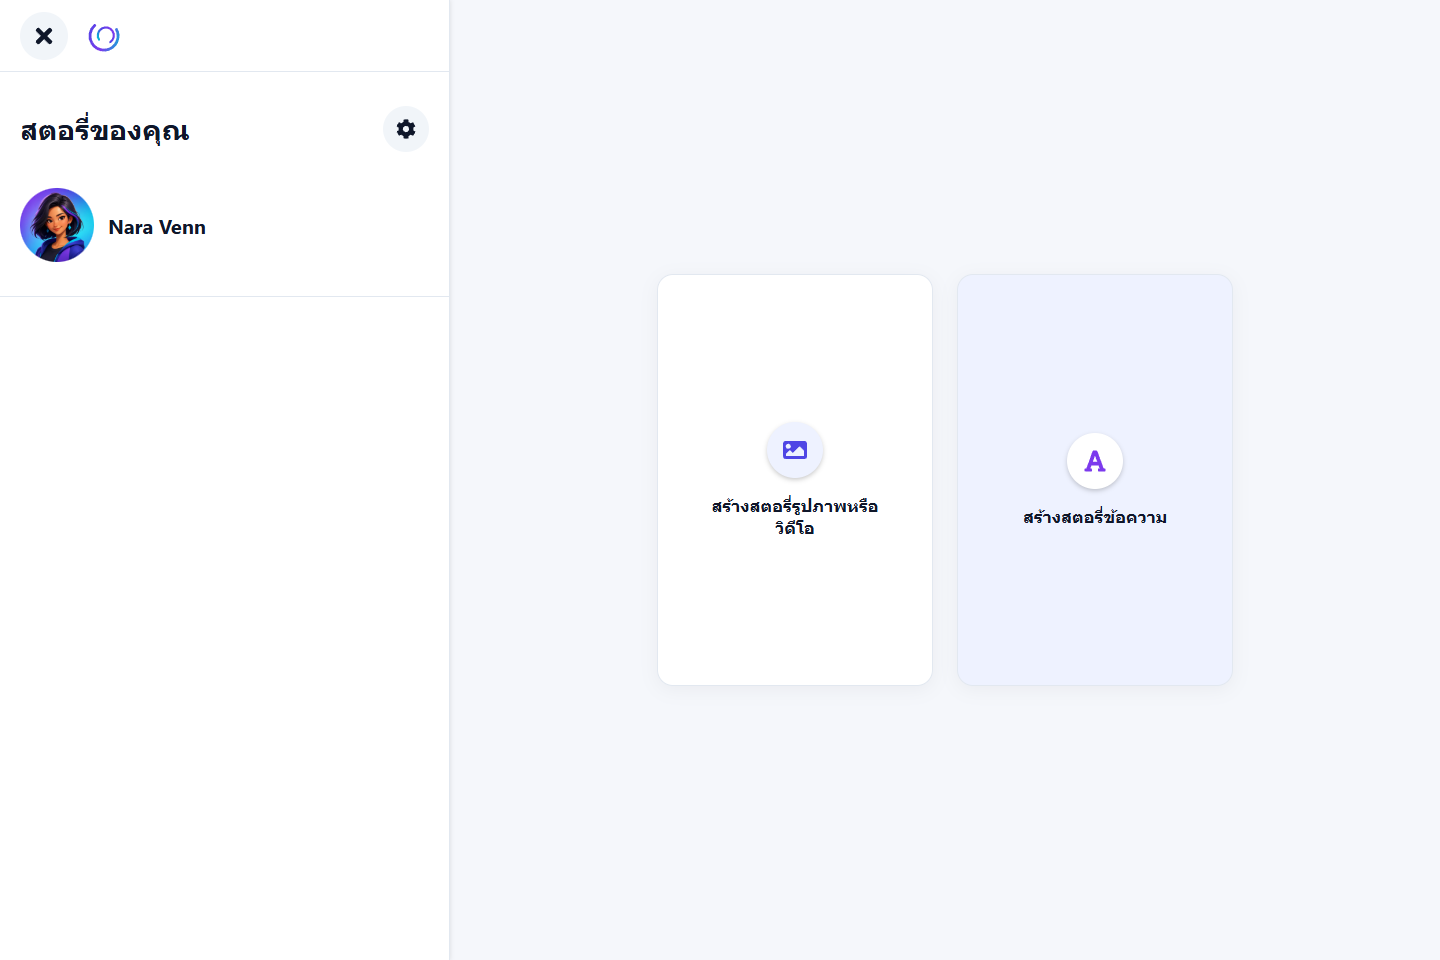 สตอรี่ของคุณ
Nara Venn
สร้างสตอรี่รูปภาพหรือ
วิดีโอ
A
สร้างสตอรี่ข้อความ